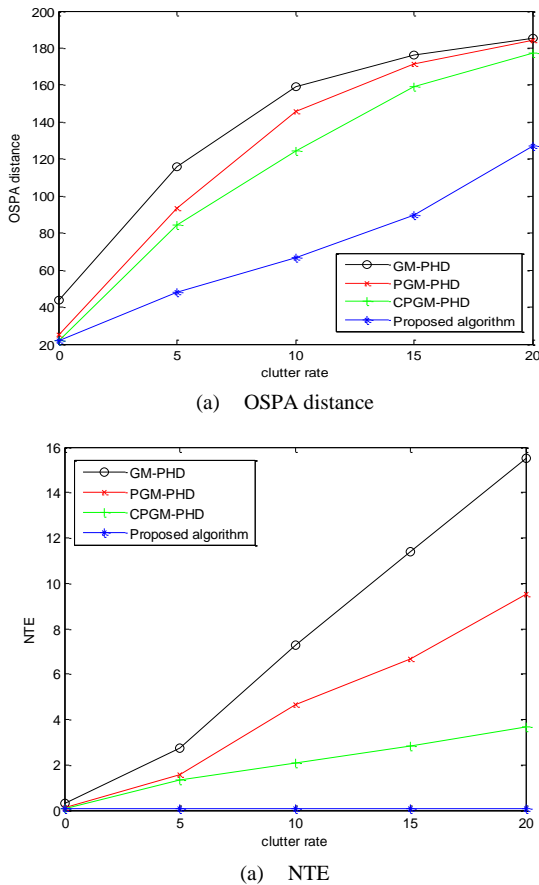 200
180
160
140
120
100
80
60
40
20
OSPA distance
GM-PHD
PGM-PHD
CPGM-PHD
Proposed algorithm
0 5 10 15 20
clutter rate
(a) OSPA distance
16
14
12
10
8
6
4
2
0
NTE
GM-PHD
PGM-PHD
CPGM-PHD
Proposed algorithm
0 5 10 15 20
clutter rate
(a) NTE